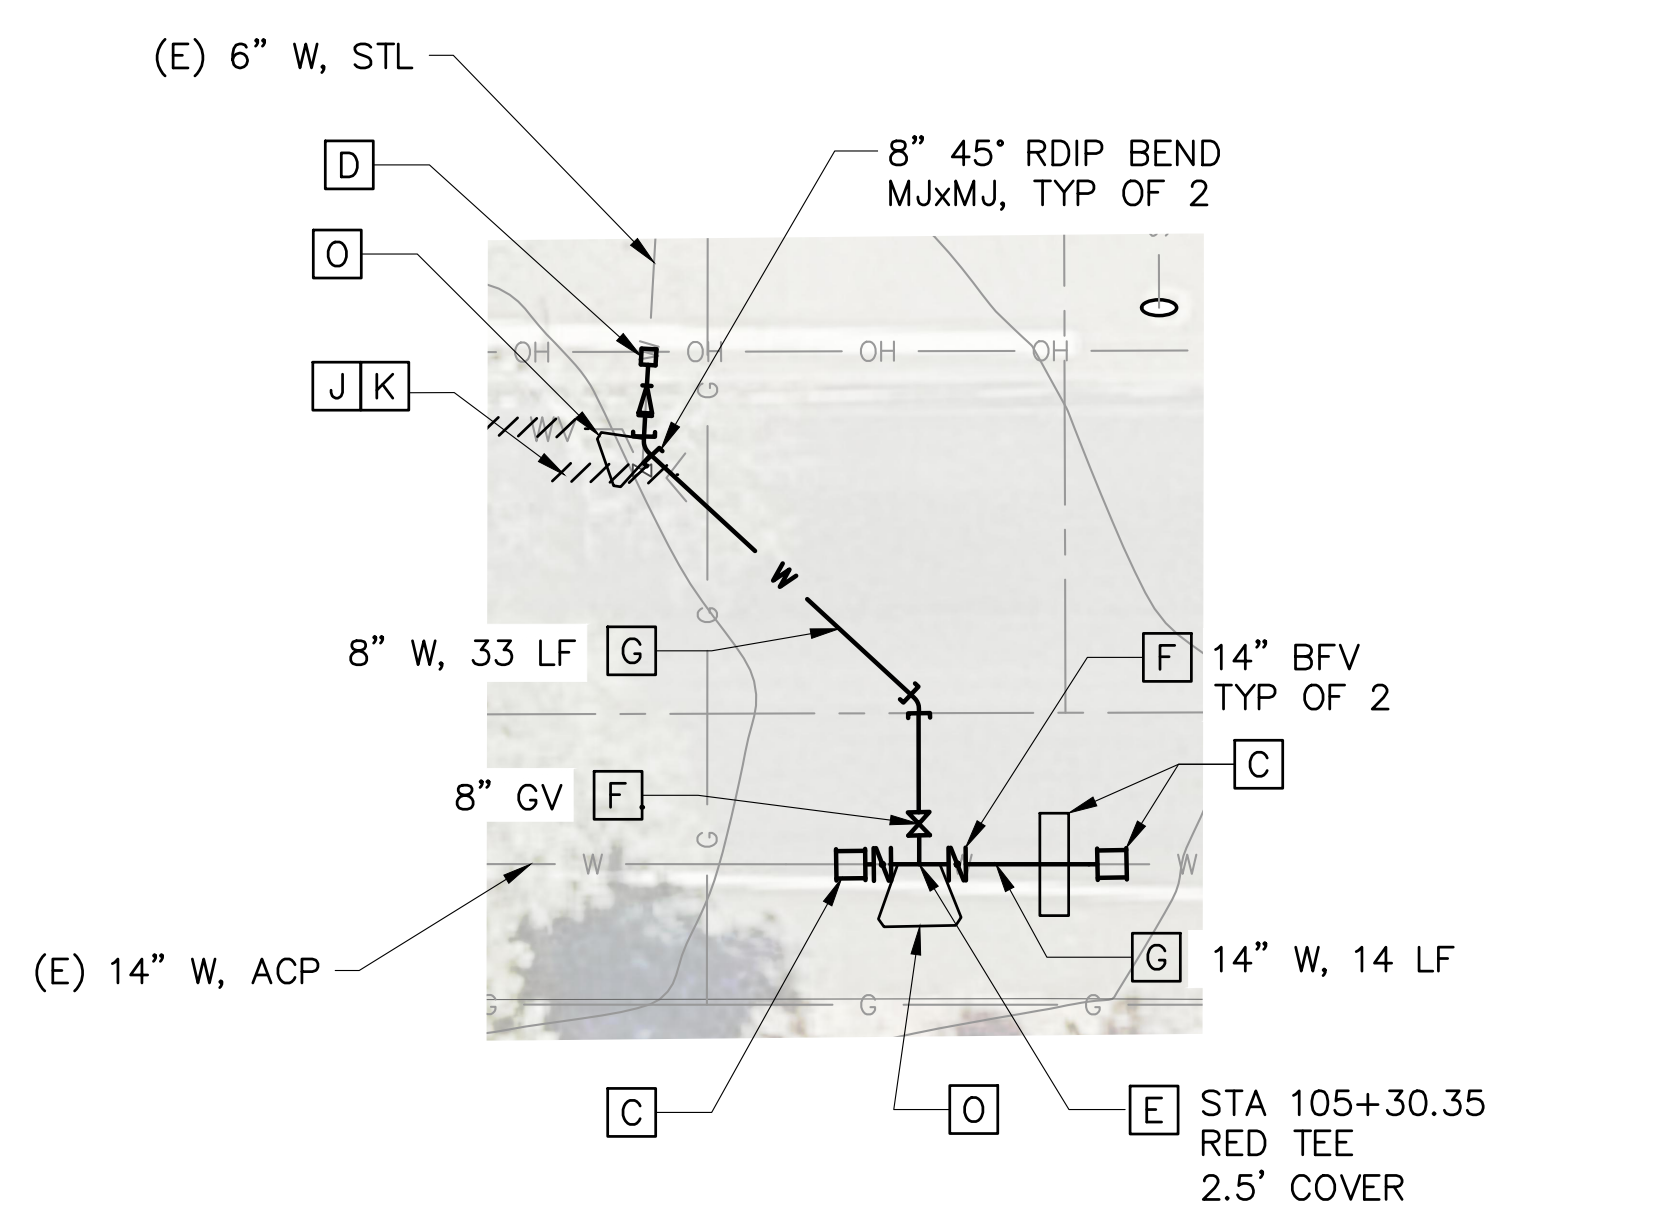 (E) 6” W, STL
D
8” 45° RDIP BEND
MJxMJ, TYP OF 2
O
OH W OH OH OH
J K
G
WV
W
G
8” W, 33 LF G
F 14” BFV
TYP OF 2
C
8” GV F
G
W W W
(E) 14” W, ACP
G 14” W, 14 LF
G G G
C
O
E STA 105+30.35
RED TEE
2.5’ COVER